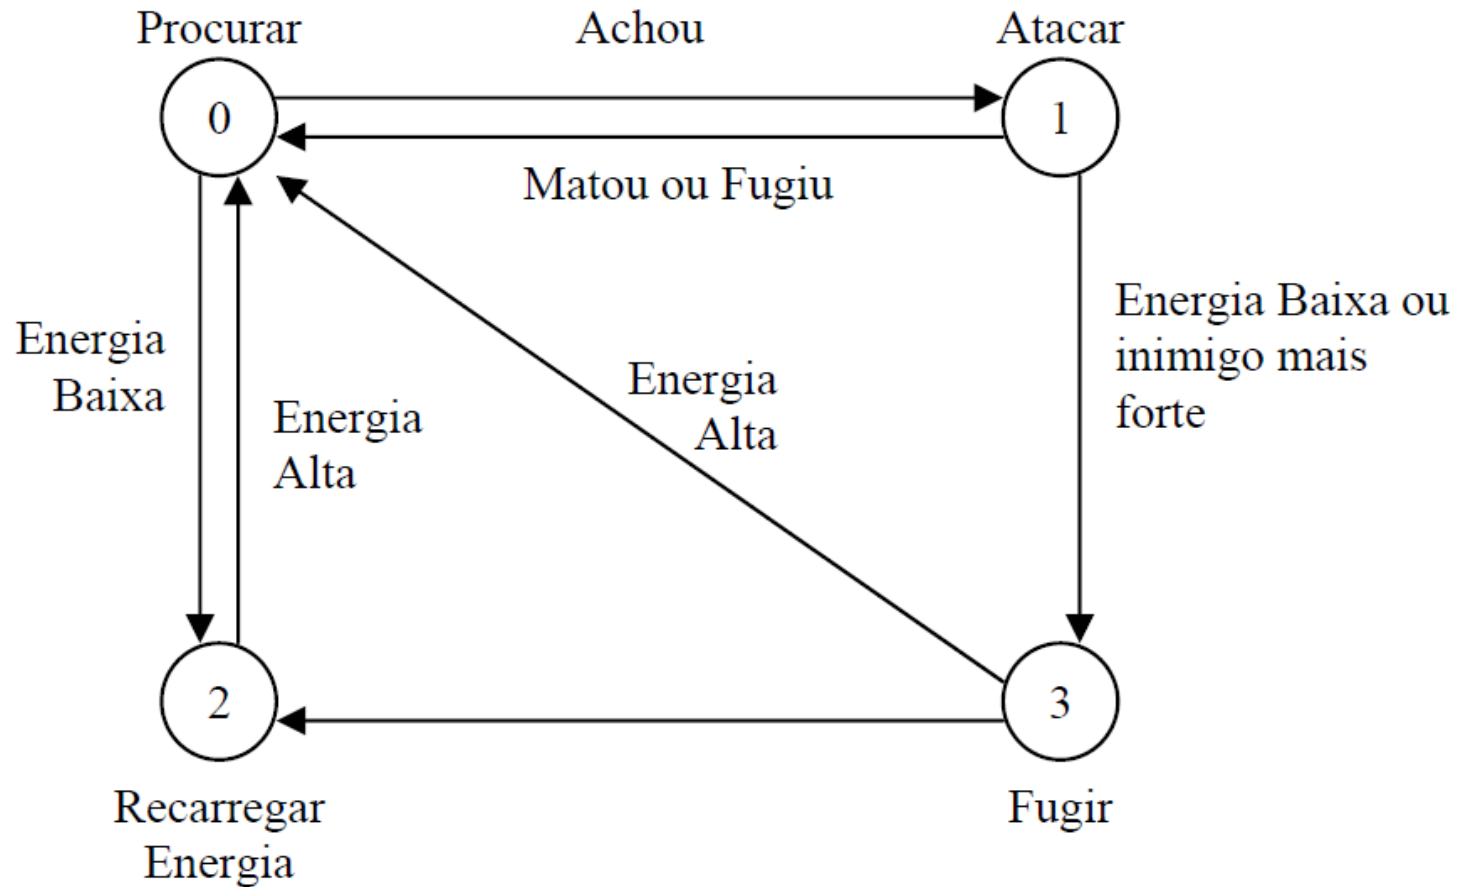 Procurar
Achou
Atacar
0
1
Matou ou Fugiu
Energia
Baixa
Energia
Alta
Energia
Alta
Energia Baixa ou
inimigo mais
forte
2
3
Recarregar
Energia
Fugir